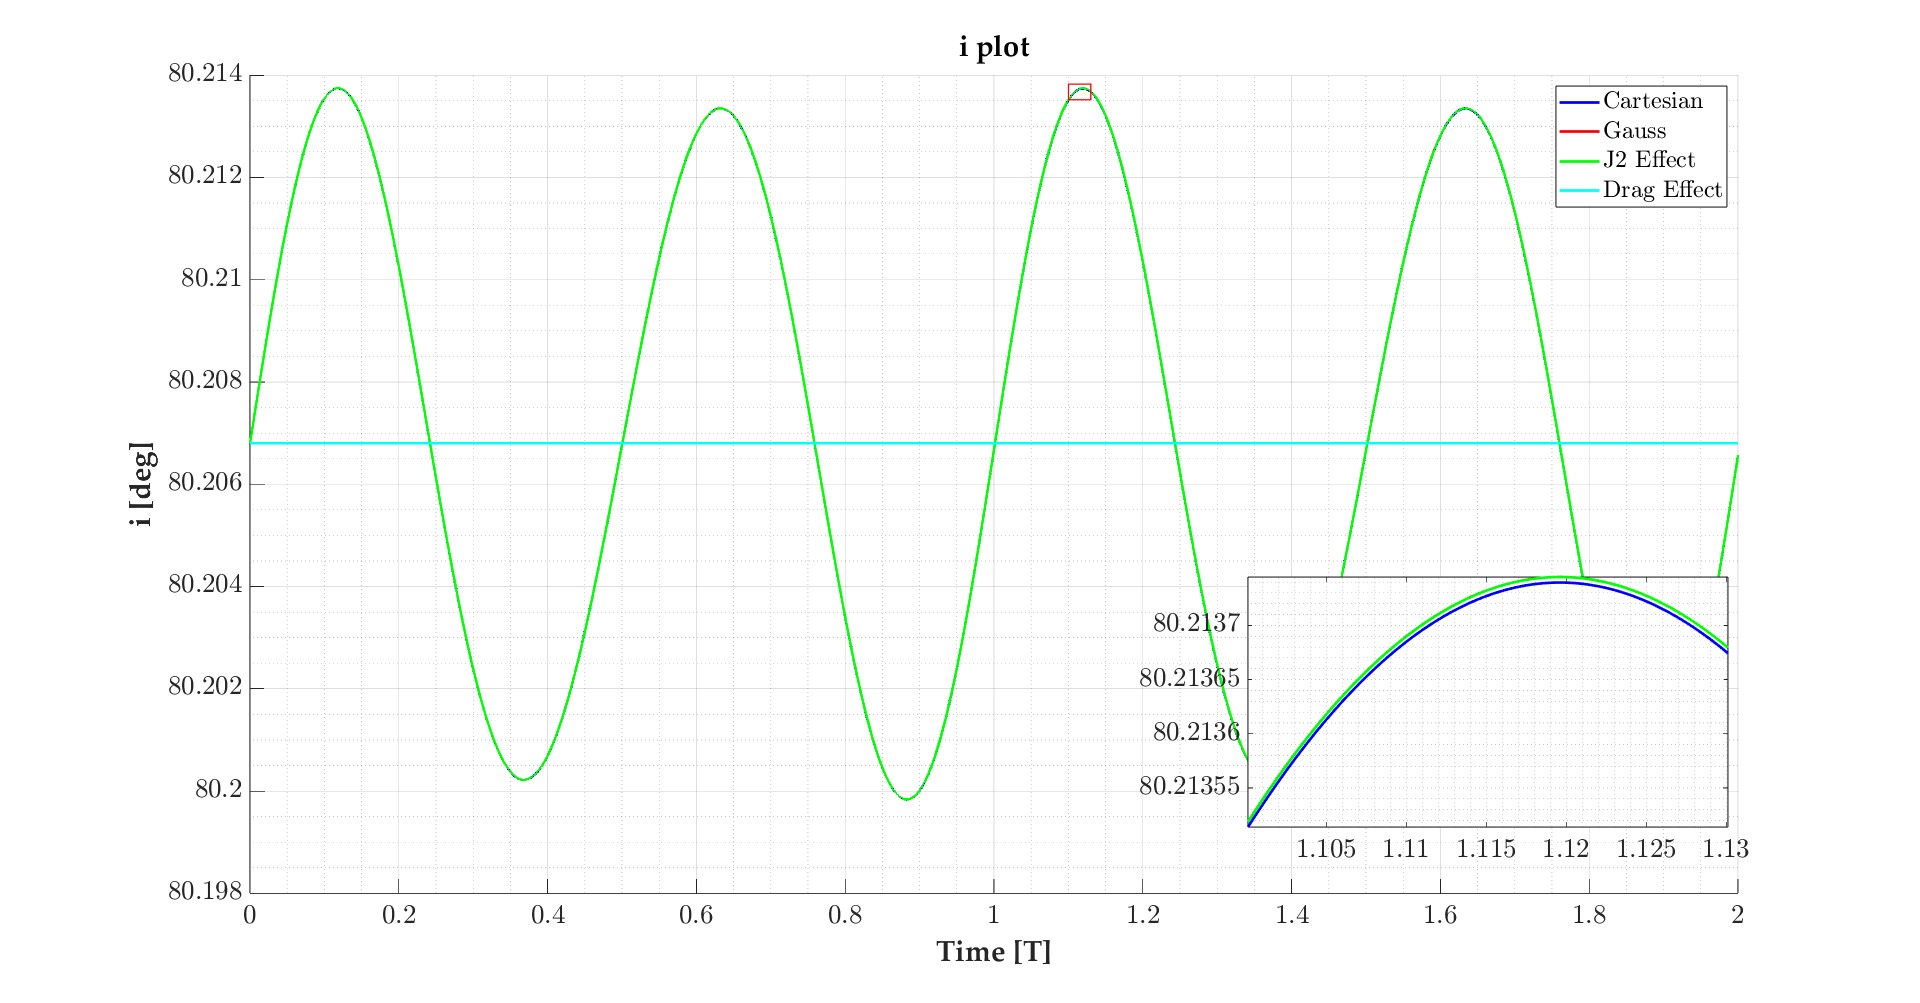 i plot
80.214
80.212
80.21
80.208
80.206
80.204
80.202
80.2
80.198
i [deg]
0 0.2 0.4 0.6 0.8 1 1.2 1.4 1.6 1.8 2
Time [T]
Cartesian
Gauss
J2 Effect
Drag Effect
80.2137
80.21365
80.2136
80.21355
1.105 1.11 1.115 1.12 1.125 1.13